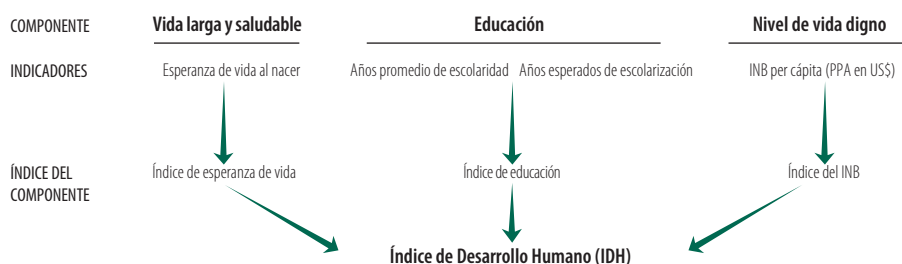 COMPONENTE Vida larga y saludable Educación Nivel de vida digno
INDICADORES Esperanza de vida al nacer Años promedio de escolaridad Años esperados de escolarización INB per cápita (PPA en US$)
ÍNDICE DEL Índice de esperanza de vida Índice de educación Índice del INB
COMPONENTE
Índice de Desarrollo Humano (IDH)